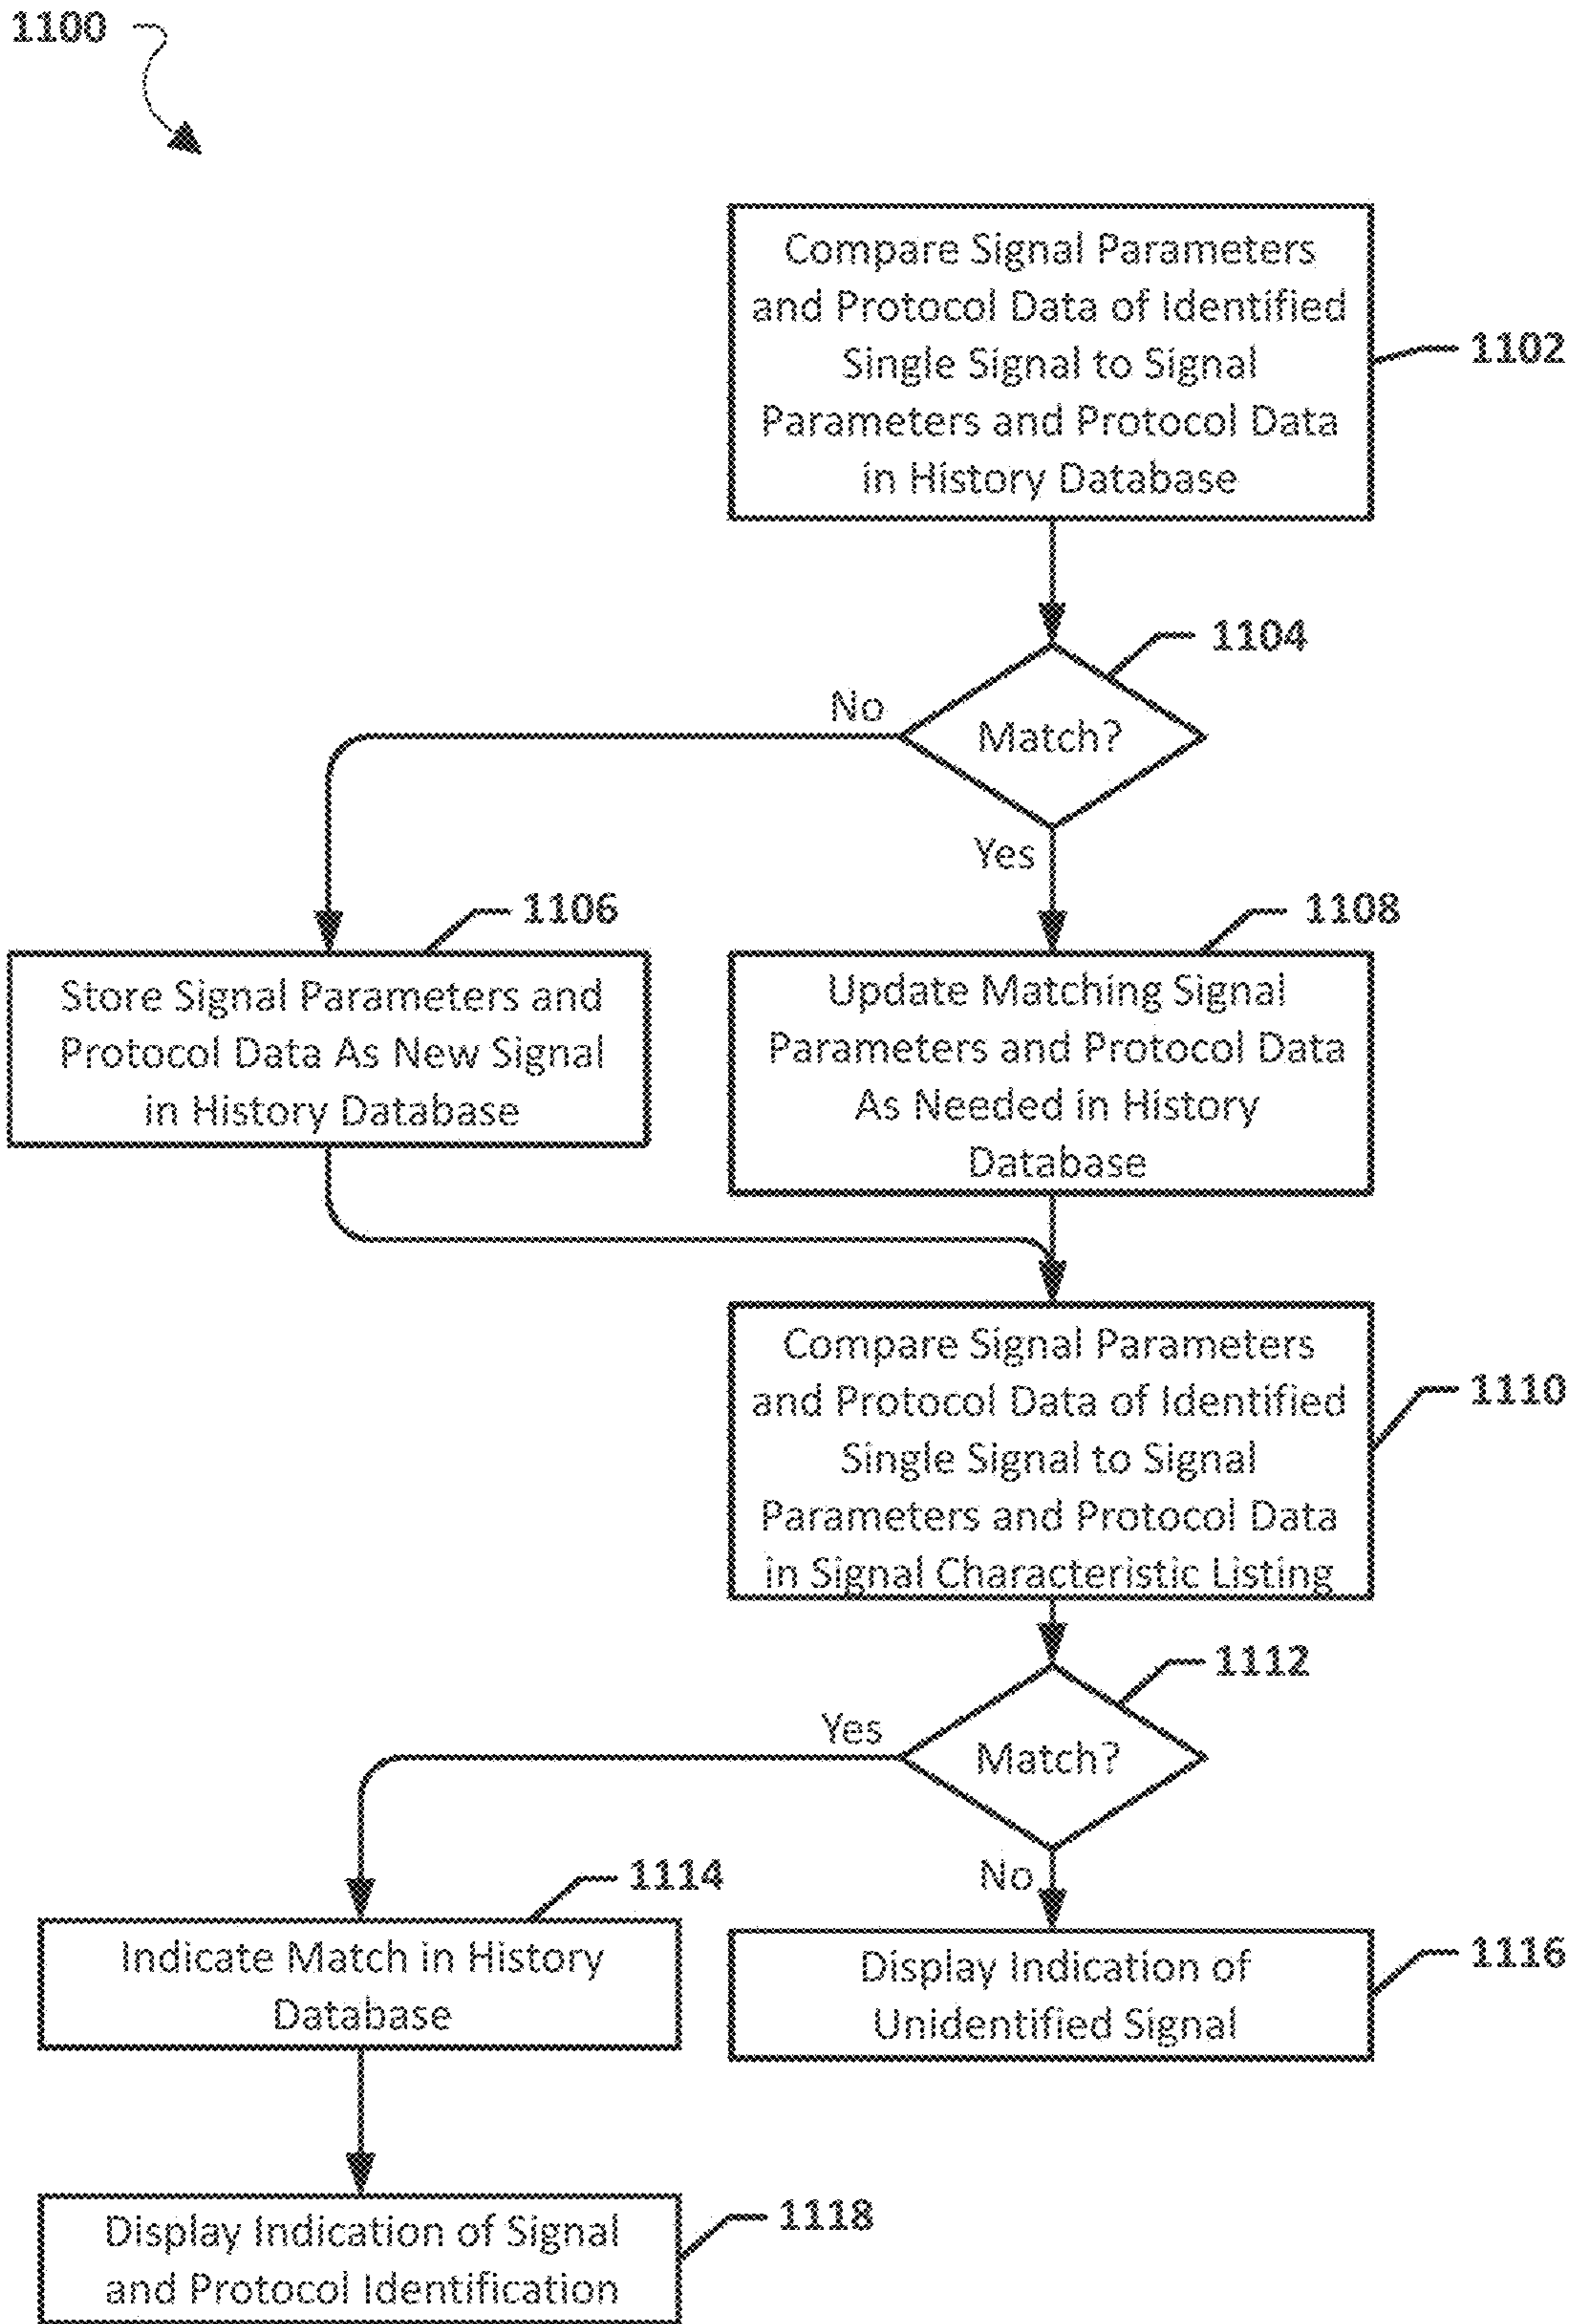 1100
Compare Signal Parameters
and Protocol Data of Identified
Single Signal to Signal
Parameters and Protocol Data
in History Database
1102
1104
Match?
No
Yes
1106
Store Signal Parameters and
Protocol Data As New Signal
in History Database
1108
Update Matching Signal
Parameters and Protocol Data
As Needed in History
Database
Compare Signal Parameters
and Protocol Data of Identified
Single Signal to Signal
Parameters and Protocol Data
in Signal Characteristic Listing
1110
1112
Match?
Yes
No
1114
Indicate Match in History
Database
Display Indication of
Unidentified Signal
1116
Display Indication of Signal
and Protocol Identification
1118